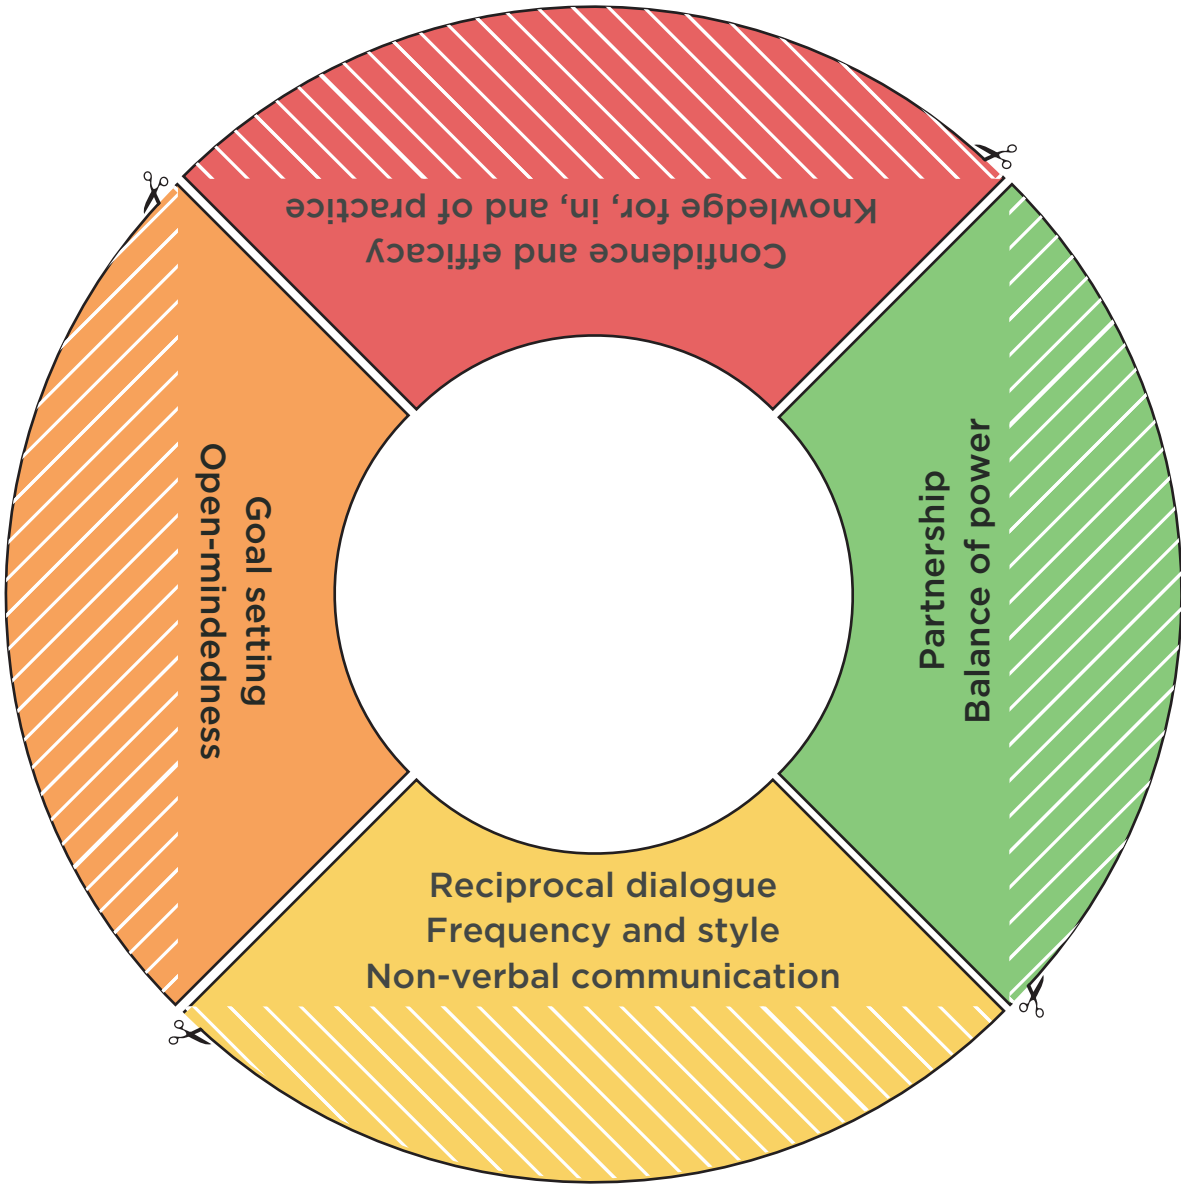 Confidence and efficacy
Knowledge for, in, and of practice
Partnership
Balance of power
Reciprocal dialogue
Frequency and style
Non-verbal communication
Goal setting
Open-mindedness